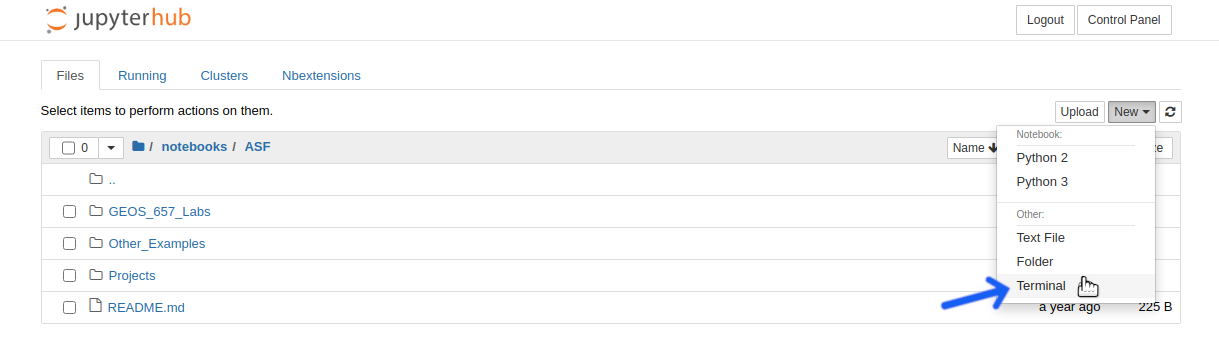 jupyterhub
Logout Control Panel
Files Running Clusters Nbextensions
Select items to perform actions on them.
Upload New
0 / notebooks / ASF Name
Notebook:
Python 2
Python 3
Other:
Text File
Folder
Terminal
..
GEOS_657_Labs
Other_Examples
Projects
README.md a year ago 225 B